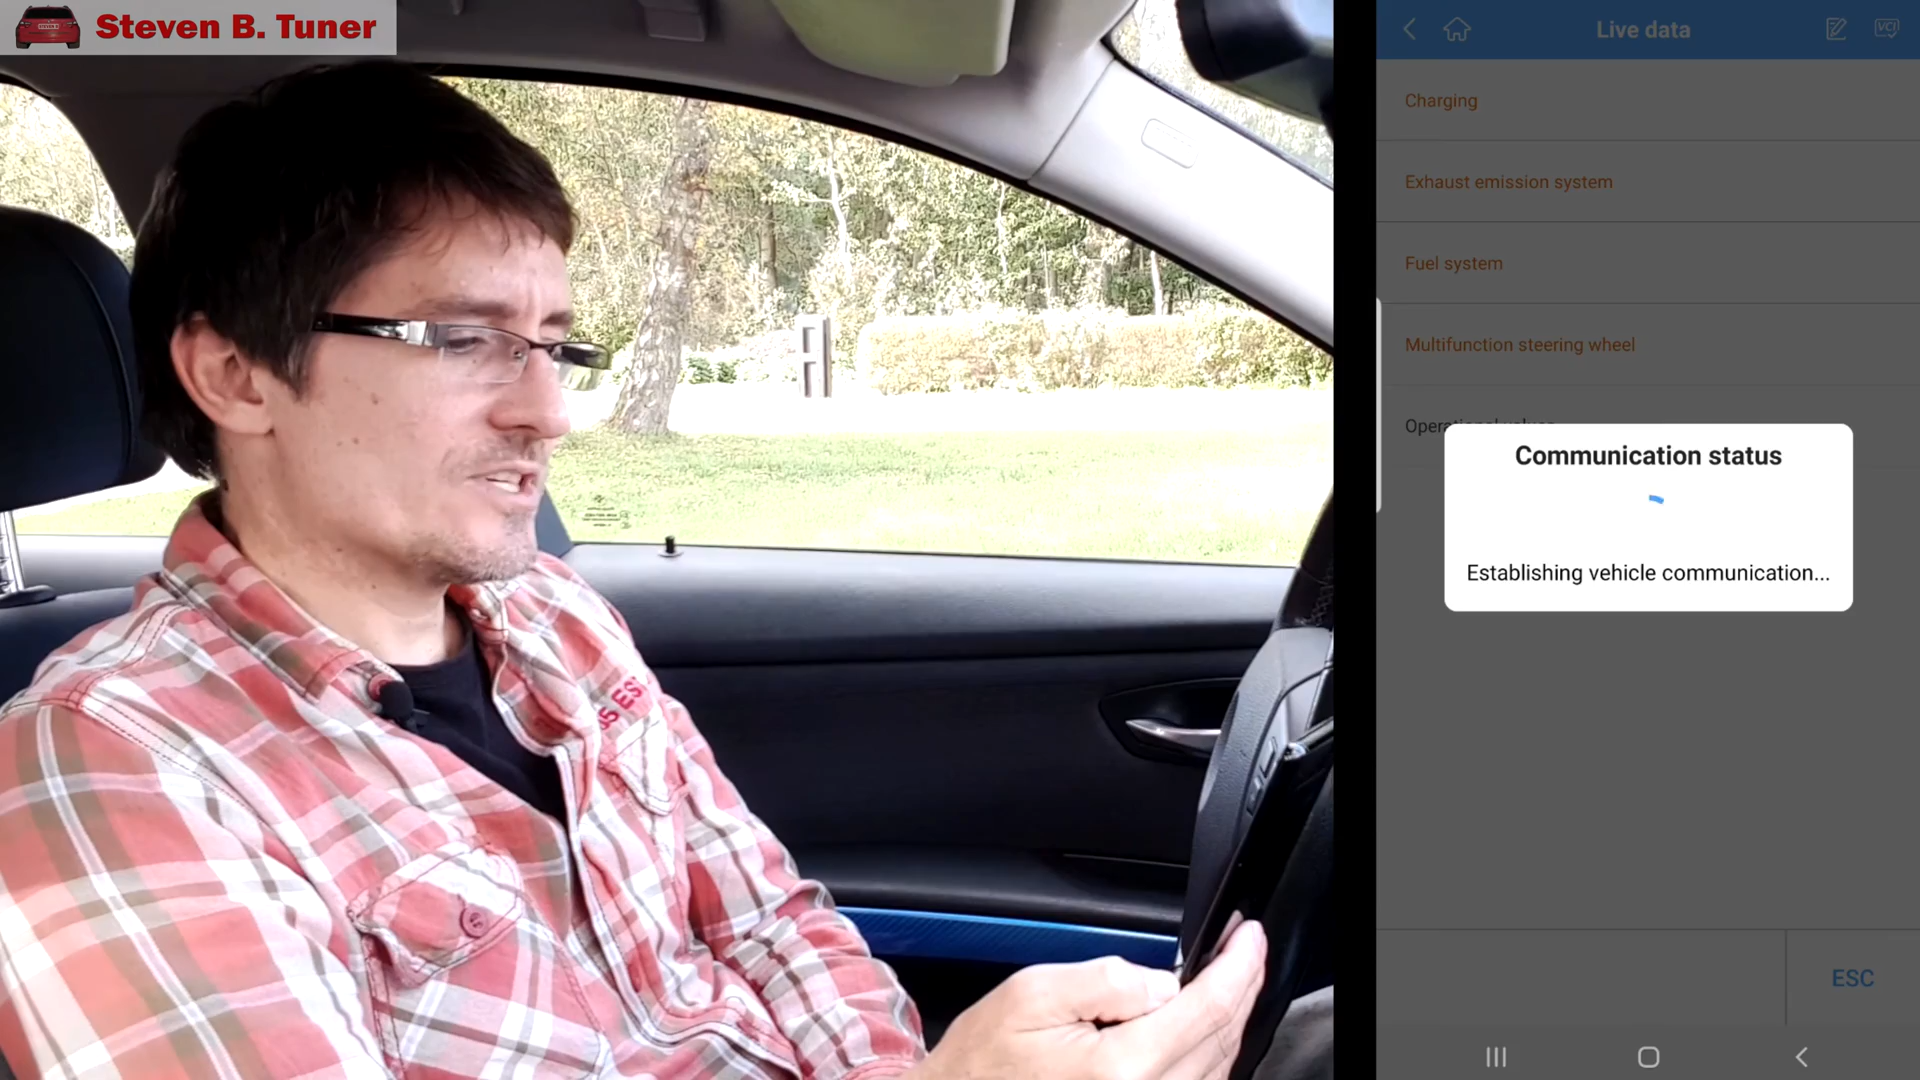 Steven B. Tuner
Live data
VCI
Charging
Exhaust emission system
Fuel system
Multifunction steering wheel
Communication status
Establishing vehicle communication...
ESC